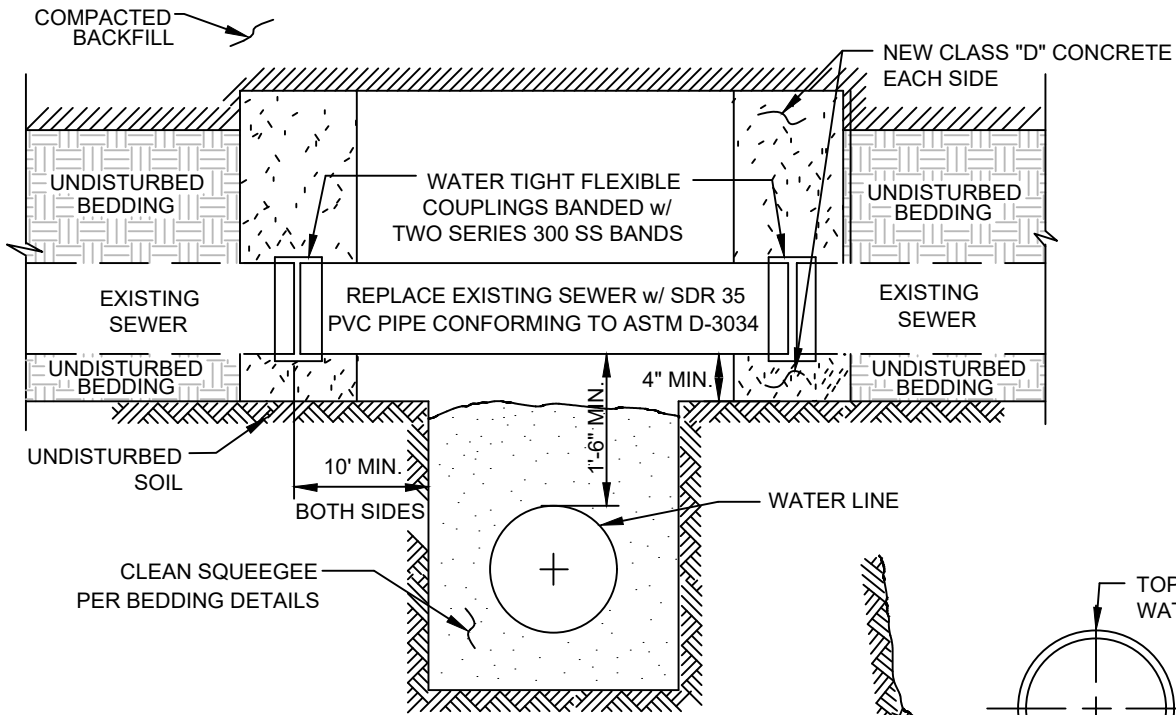 COMPACTED
BACKFILL
NEW CLASS "D" CONCRETE
EACH SIDE
UNDISTURBED
BEDDING
WATER TIGHT FLEXIBLE
COUPLINGS BANDED w/
TWO SERIES 300 SS BANDS
UNDISTURBED
BEDDING
EXISTING
SEWER
REPLACE EXISTING SEWER w/ SDR 35
PVC PIPE CONFORMING TO ASTM D-3034
EXISTING
SEWER
UNDISTURBED
BEDDING
4" MIN.
UNDISTURBED
BEDDING
1'-6" MIN.
UNDISTURBED
SOIL
10' MIN.
BOTH SIDES
WATER LINE
CLEAN SQUEEGEE
PER BEDDING DETAILS
TOP